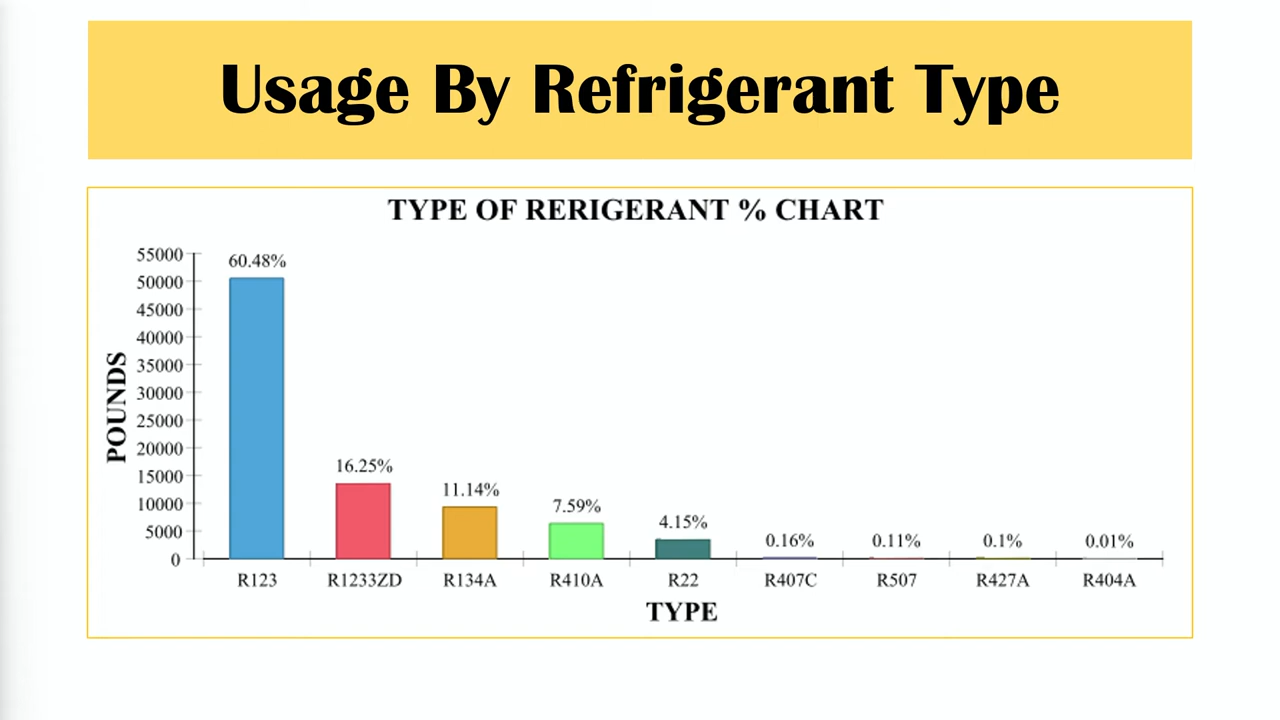 Usage By Refrigerant Type
TYPE OF RERIGERANT % CHART
POUNDS
55000
50000
45000
40000
35000
30000
25000
20000
15000
10000
5000
0
60.48%
16.25%
11.14%
7.59%
4.15%
0.16%
0.11%
0.1%
0.01%
R123
R1233ZD
R134A
R410A
R22
R407C
R507
R427A
R404A
TYPE